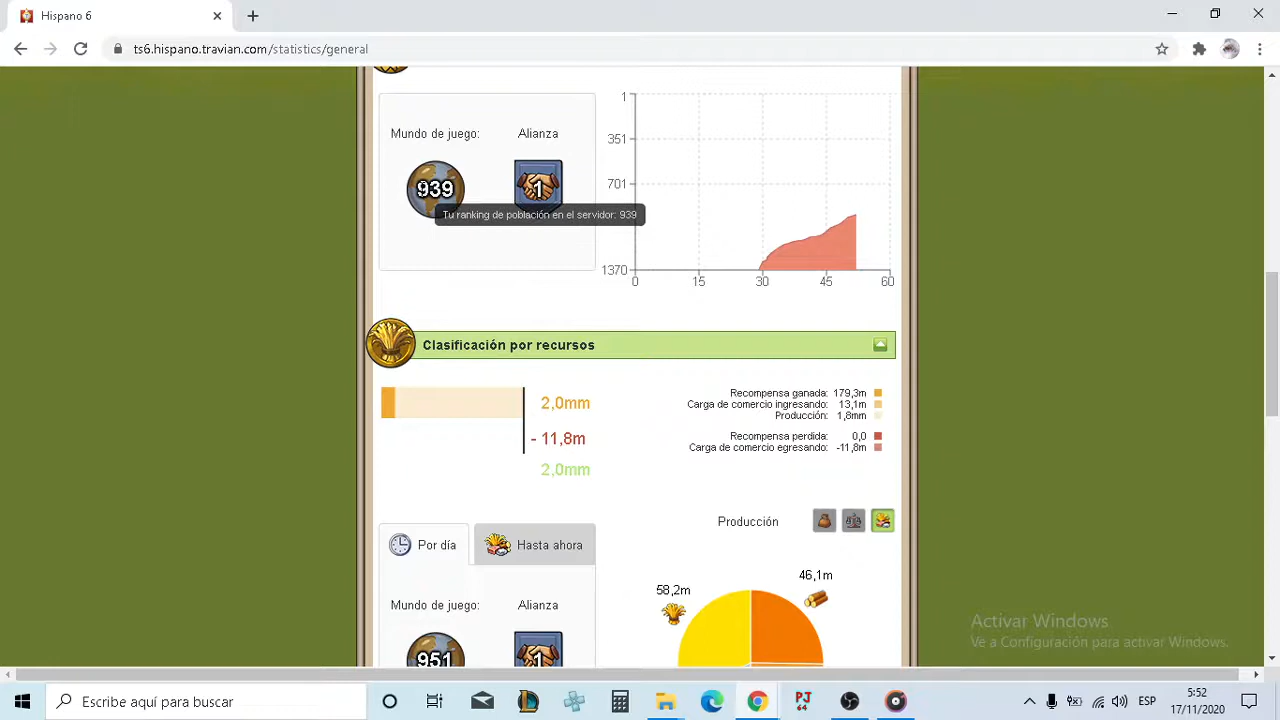 Hispano 6
ts6.hispano.travian.com/statistics/general
Mundo de juego: Alianza
939 1
Tu ranking de población en el servidor: 939
1
351
701
1370
0 15 30 45 60
Clasificación por recursos
2,0mm
- 11,8m
2,0mm
Recompensa ganada: 179,3m
Carga de comercio ingresando: 13,1m
Producción: 1,8mm
Recompensa perdida: 0,0
Carga de comercio egresando: -11,8m
Producción
Por día Hasta ahora
Mundo de juego: Alianza
951 1
58,2m
46,1m
Activar Windows
Ve a Configuración para activar Windows.
Escribe aquí para buscar
PJ
64
ESP
5:52
17/11/2020